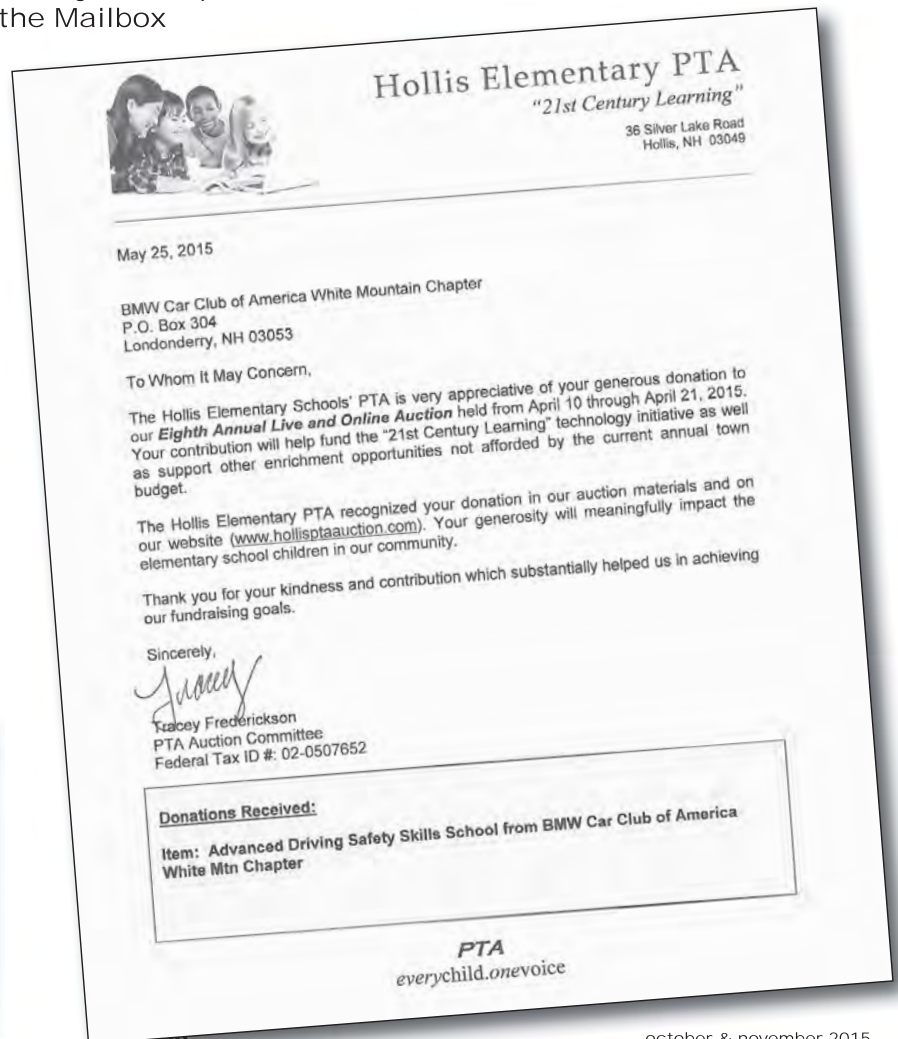 the Mailbox
Hollis Elementary PTA
"21st Century Learning"
36 Silver Lake Road
Hollis, NH 03049
May 25, 2015
BMW Car Club of America White Mountain Chapter
P.O. Box 304
Londonderry, NH 03053
To Whom It May Concern,
The Hollis Elementary Schools' PTA is very appreciative of your generous donation to
our Eighth Annual Live and Online Auction held from April 10 through April 21, 2015.
Your contribution will help fund the "21st Century Learning" technology initiative as well
as support other enrichment opportunities not afforded by the current annual town
budget.
The Hollis Elementary PTA recognized your donation in our auction materials and on
our website (www.hollisptaauction.com). Your generosity will meaningfully impact the
elementary school children in our community.
Thank you for your kindness and contribution which substantially helped us in achieving
our fundraising goals.
Sincerely,
Tracey
Tracey Frederickson
PTA Auction Committee
Federal Tax ID #: 02-0507652
Donations Received:
Item: Advanced Driving Safety Skills School from BMW Car Club of America
White Mtn Chapter
PTA
everychild.onevoice
october & november 2015